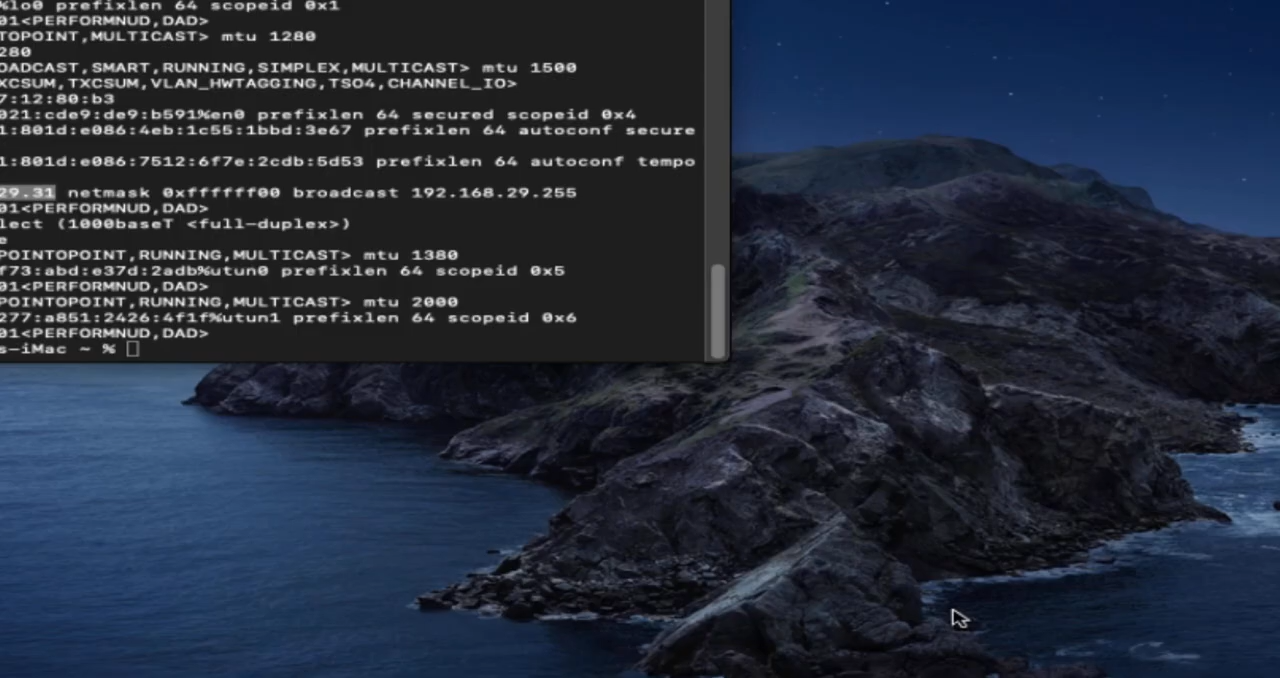 %lo0 prefixlen 64 scopeid 0x1
01<PERFORMNUD,DAD>
TOPOINT,MULTICAST> mtu 1280
280
OADCAST,SMART,RUNNING,SIMPLEX,MULTICAST> mtu 1500
XCSUM,TXCSUM,VLAN_HWTAGGING,TSO4,CHANNEL_IO>
7:12:80:b3
021:cde9:de9:b591%en0 prefixlen 64 secured scopeid 0x4
1:801d:e086:4eb:1c55:1bbd:3e67 prefixlen 64 autoconf secure
1:801d:e086:7512:6f7e:2cdb:5d53 prefixlen 64 autoconf tempo
29.31 netmask 0xffffff00 broadcast 192.168.29.255
01<PERFORMNUD,DAD>
lect (1000baseT <full-duplex>)
e
POINTOPOINT,RUNNING,MULTICAST> mtu 1380
f73:abd:e37d:2adb%utun0 prefixlen 64 scopeid 0x5
01<PERFORMNUD,DAD>
POINTOPOINT,RUNNING,MULTICAST> mtu 2000
277:a851:2426:4f1f%utun1 prefixlen 64 scopeid 0x6
01<PERFORMNUD,DAD>
s-iMac ~ %